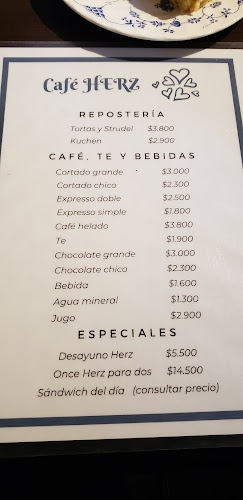 Café HERZ
REPOSTERÍA
Tortas y Strudel $3.800
Kuchen $2.900
CAFÉ, TE Y BEBIDAS
Cortado grande $3.000
Cortado chico $2.300
Expresso doble $2.500
Expresso simple $1.800
Café helado $3.800
Te $1.900
Chocolate grande $3.000
Chocolate chico $2.300
Bebida $1.600
Agua mineral $1.300
Jugo $2.900
ESPECIALES
Desayuno Herz $5.500
Once Herz para dos $14.500
Sándwich del día (consultar precio)